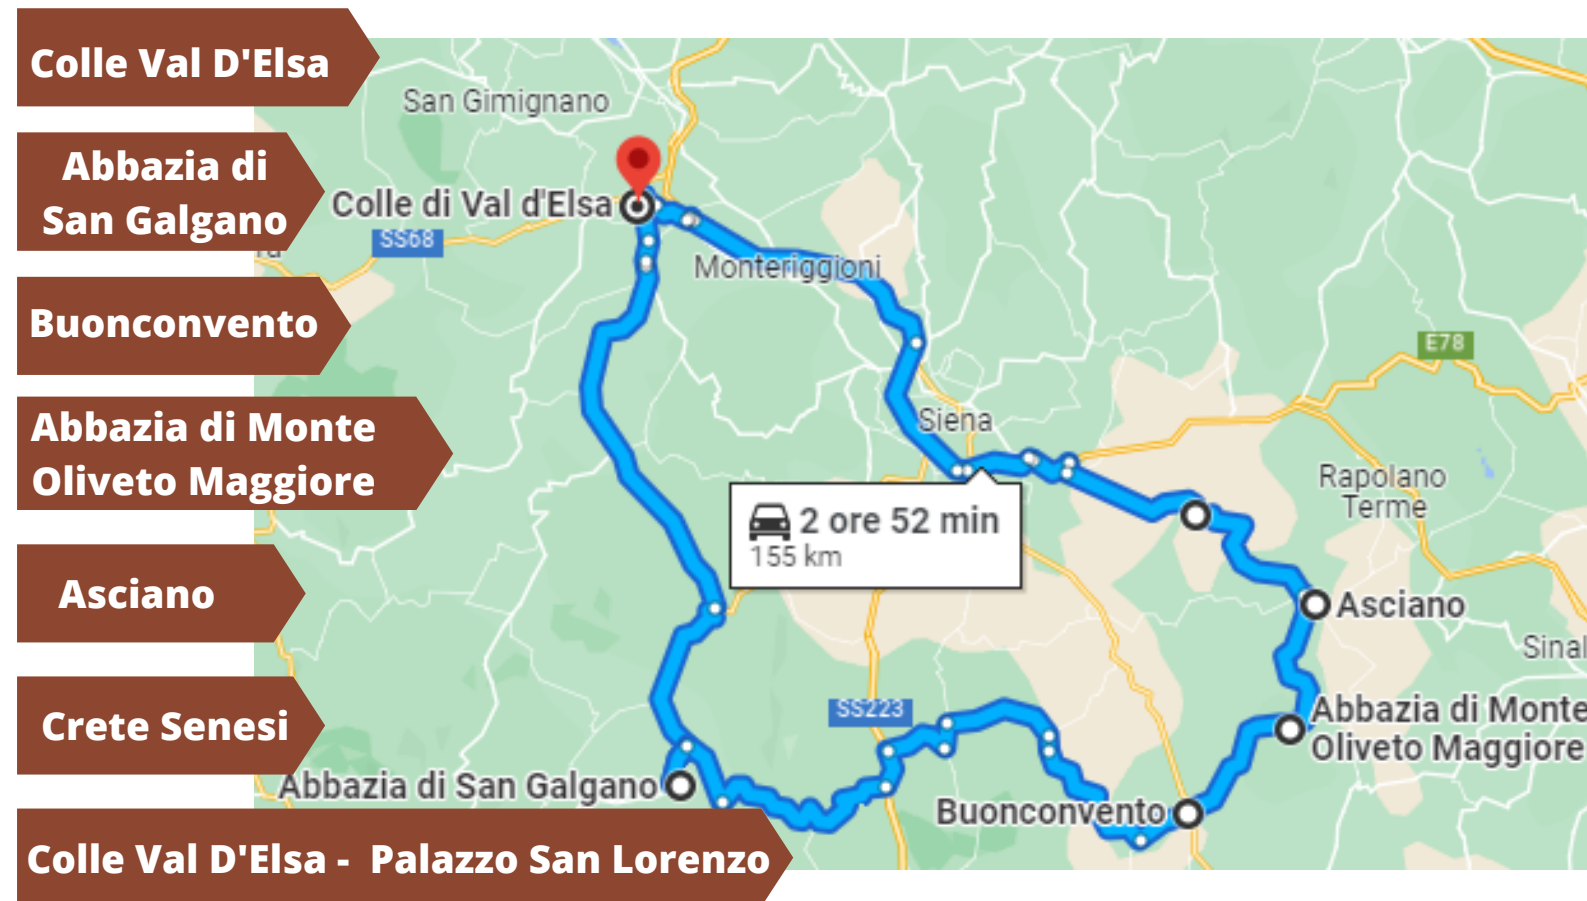 Colle Val D'Elsa
Abbazia di
San Galgano
Buonconvento
Abbazia di Monte
Oliveto Maggiore
Asciano
Crete Senesi
Colle Val D'Elsa - Palazzo San Lorenzo
San Gimignano
Colle di Val d'Elsa
SS68
Monteriggioni
E78
Siena
Rapolano
Terme
2 ore 52 min
155 km
Asciano
Sinal
SS223
Abbazia di Monte
Oliveto Maggiore
Abbazia di San Galgano
Buonconvento